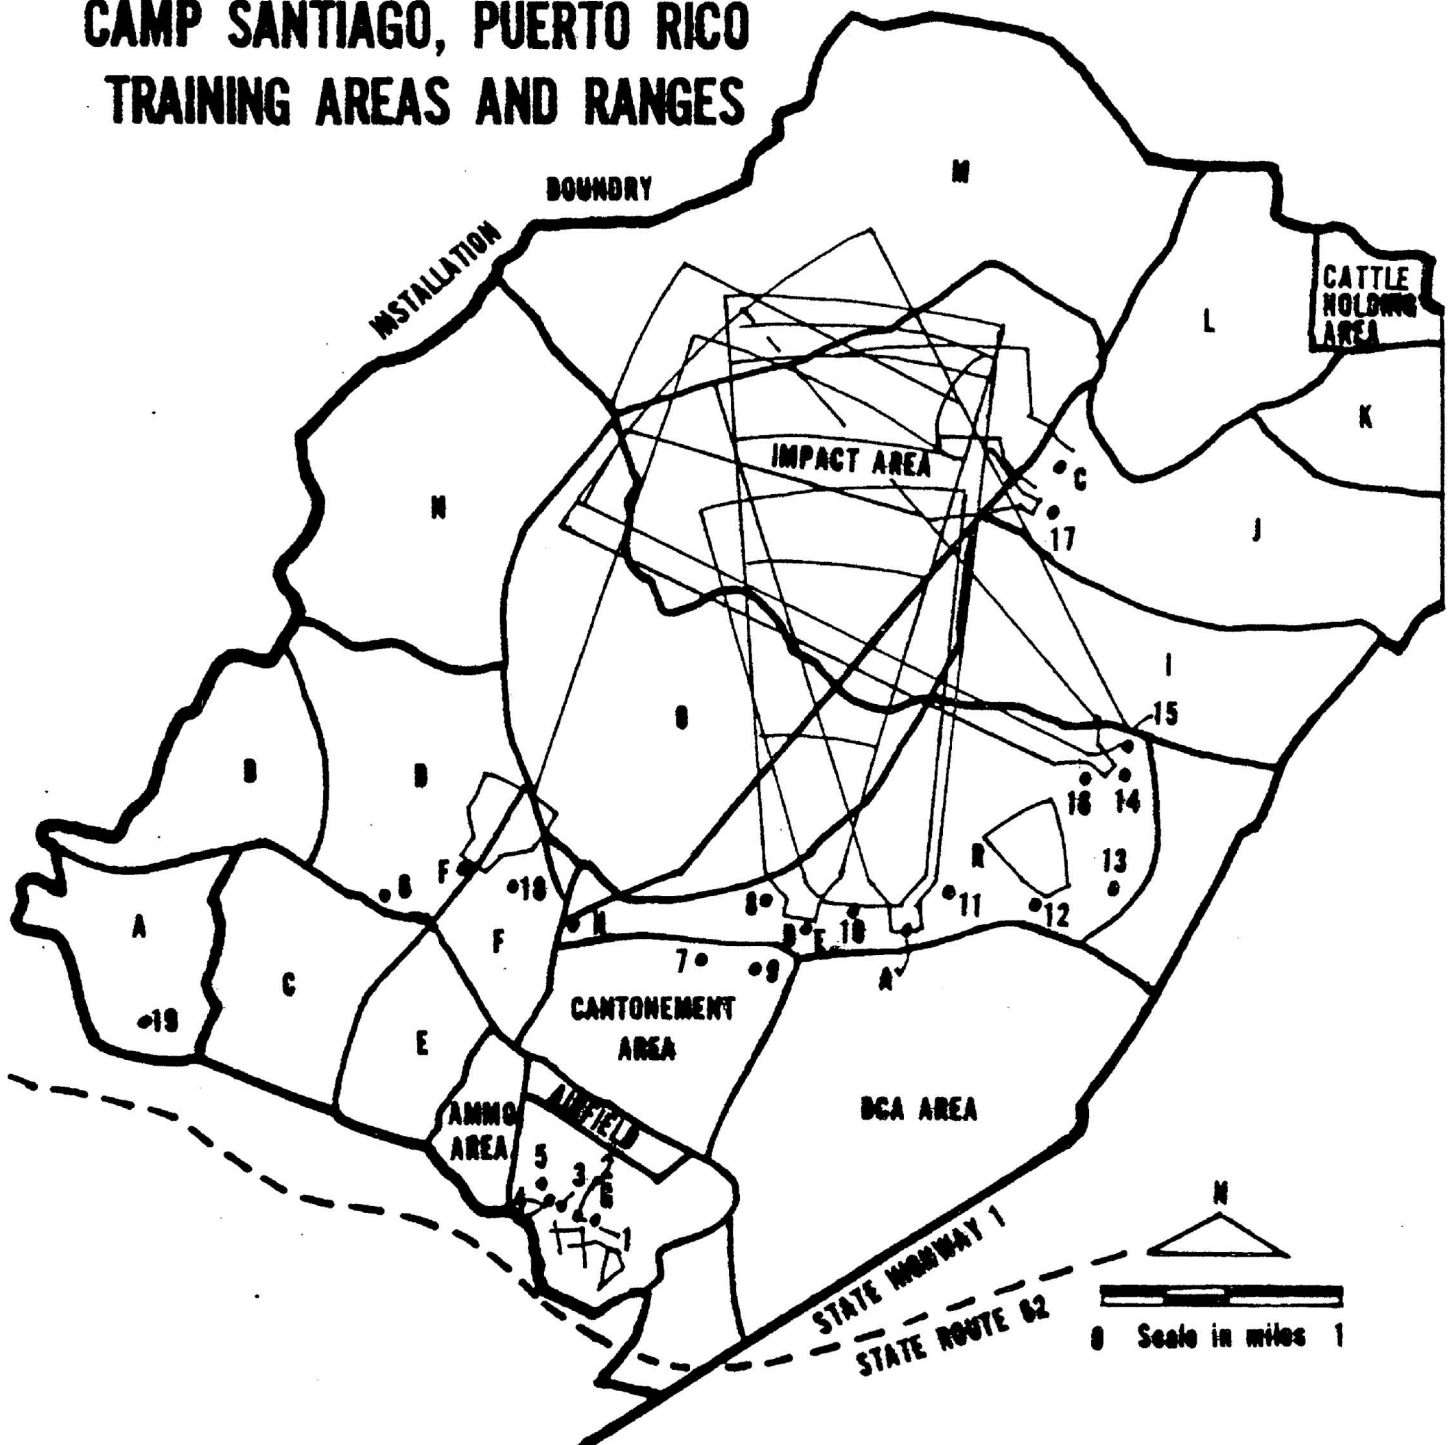 CAMP SANTIAGO, PUERTO RICO
TRAINING AREAS AND RANGES
INSTALLATION
BOUNDRY
M
L
CATTLE
HOLDING
AREA
K
J
IMPACT AREA
C
17
N
I
15
16
14
13
R
12
11
10
A
E
8
B
B
A
C
19
F
18
F
E
7
9
CANTONEMENT
AREA
AMMO
AREA
AIRFIELD
5
3
2
1
N
STATE HIGHWAY 1
STATE ROUTE 52
0 Scale in miles 1